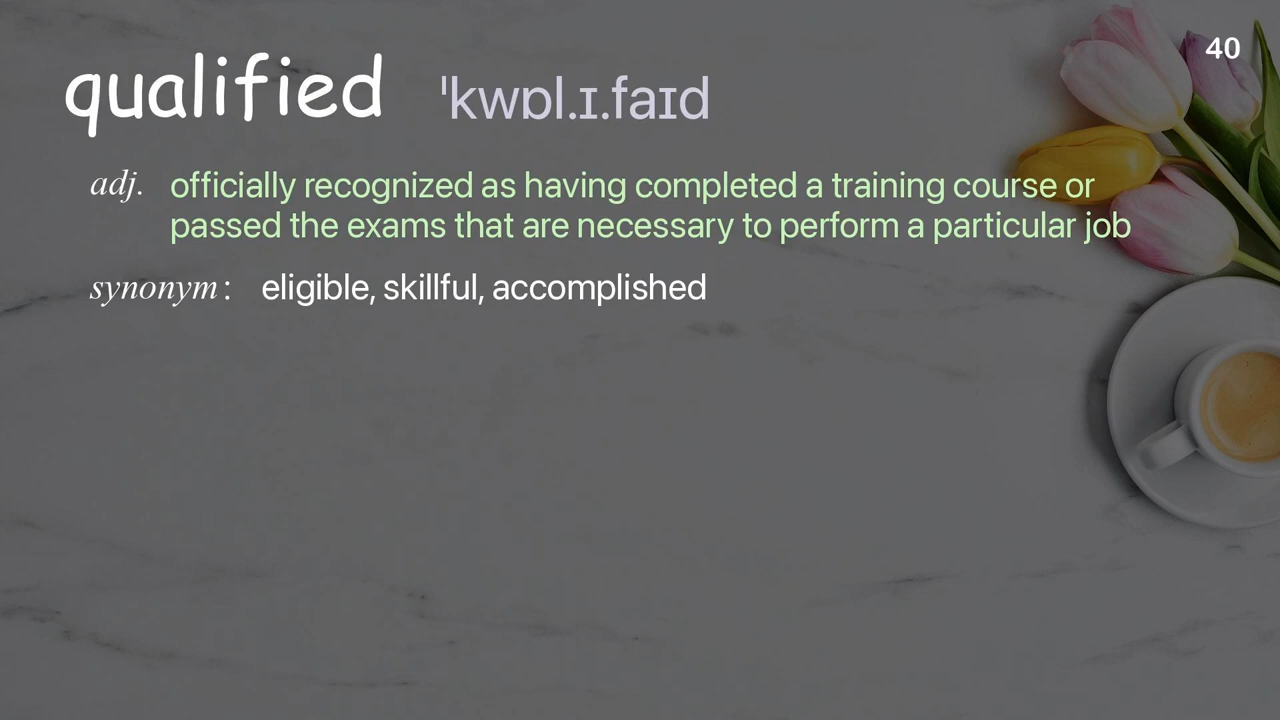 40
qualified ˈkwɒl.ɪ.faɪd
adj. officially recognized as having completed a training course or
passed the exams that are necessary to perform a particular job
synonym : eligible, skillful, accomplished